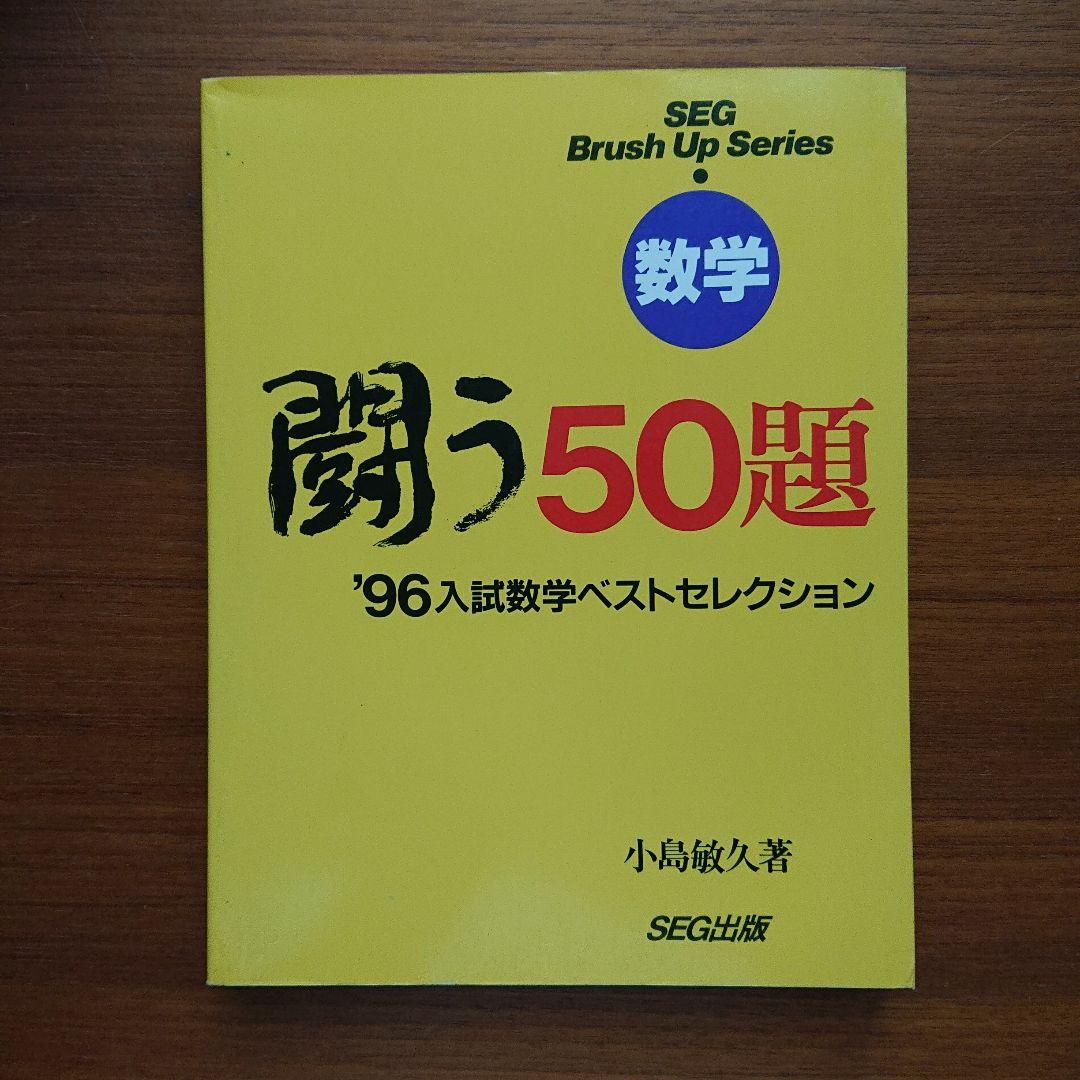 SEG
Brush Up Series
数学
闘う50題
’96入試数学ベストセレクション
小島敏久著
SEG出版